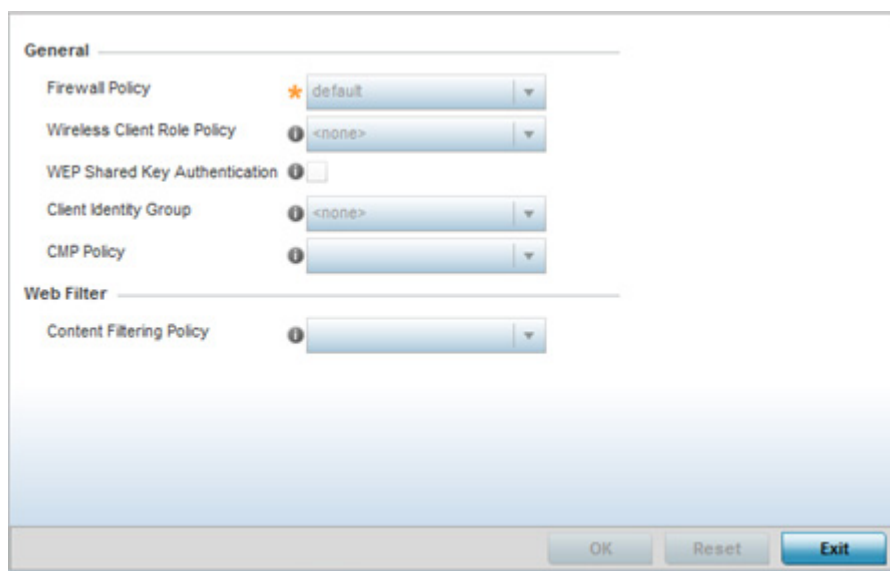 General
Firewall Policy * default
Wireless Client Role Policy i <none>
WEP Shared Key Authentication i
Client Identity Group i <none>
CMP Policy i
Web Filter
Content Filtering Policy i
OK Reset Exit